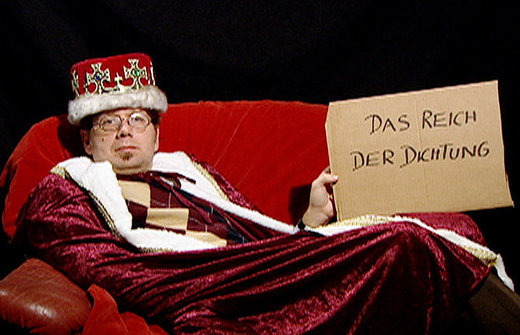 DAS REICH
DER DICHTUNG